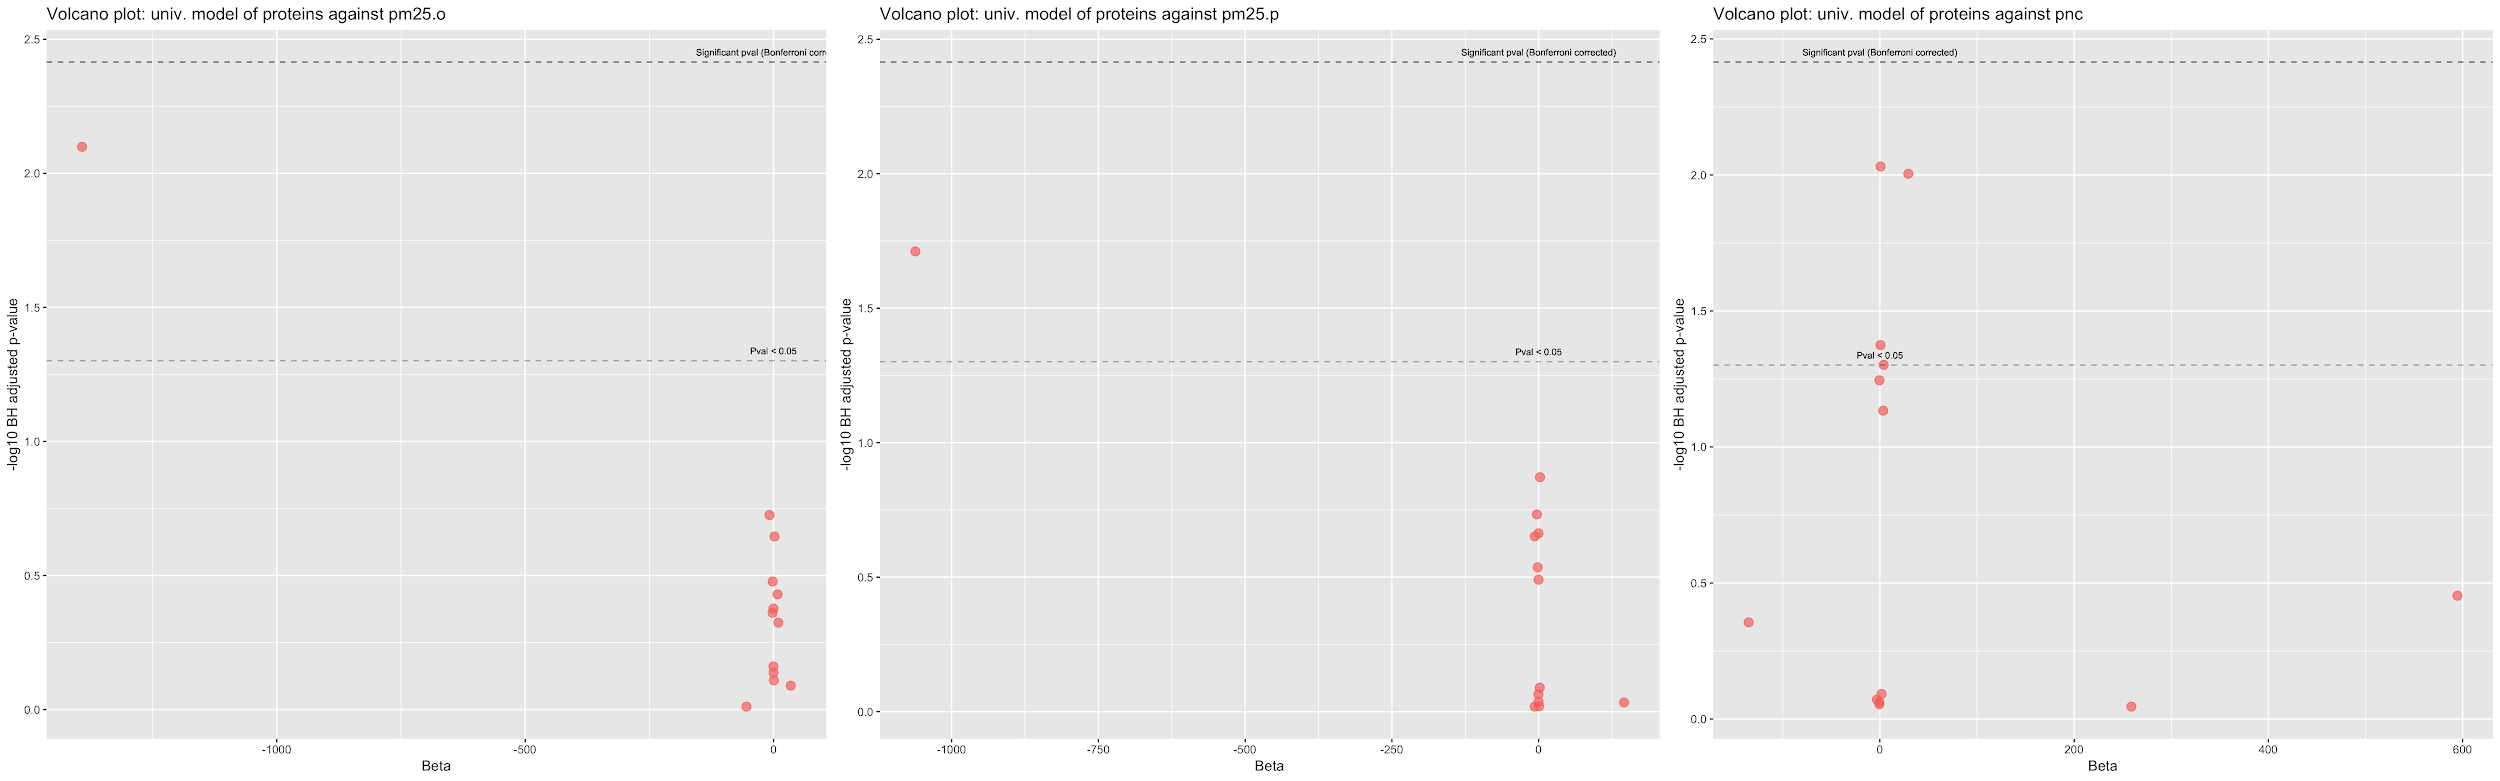 Volcano plot: univ. model of proteins against pm25.o
2.5
Significant pval (Bonferroni corre
2.0
1.5
Pval < 0.05
1.0
0.5
0.0
-log10 BH adjusted p-value
-1000
-500
0
Beta
Volcano plot: univ. model of proteins against pm25.p
2.5
Significant pval (Bonferroni corrected)
2.0
1.5
Pval < 0.05
1.0
0.5
0.0
-log10 BH adjusted p-value
-1000
-750
-500
-250
0
Beta
Volcano plot: univ. model of proteins against pnc
2.5
Significant pval (Bonferroni corrected)
2.0
1.5
Pval < 0.05
1.0
0.5
0.0
-log10 BH adjusted p-value
0
200
400
600
Beta